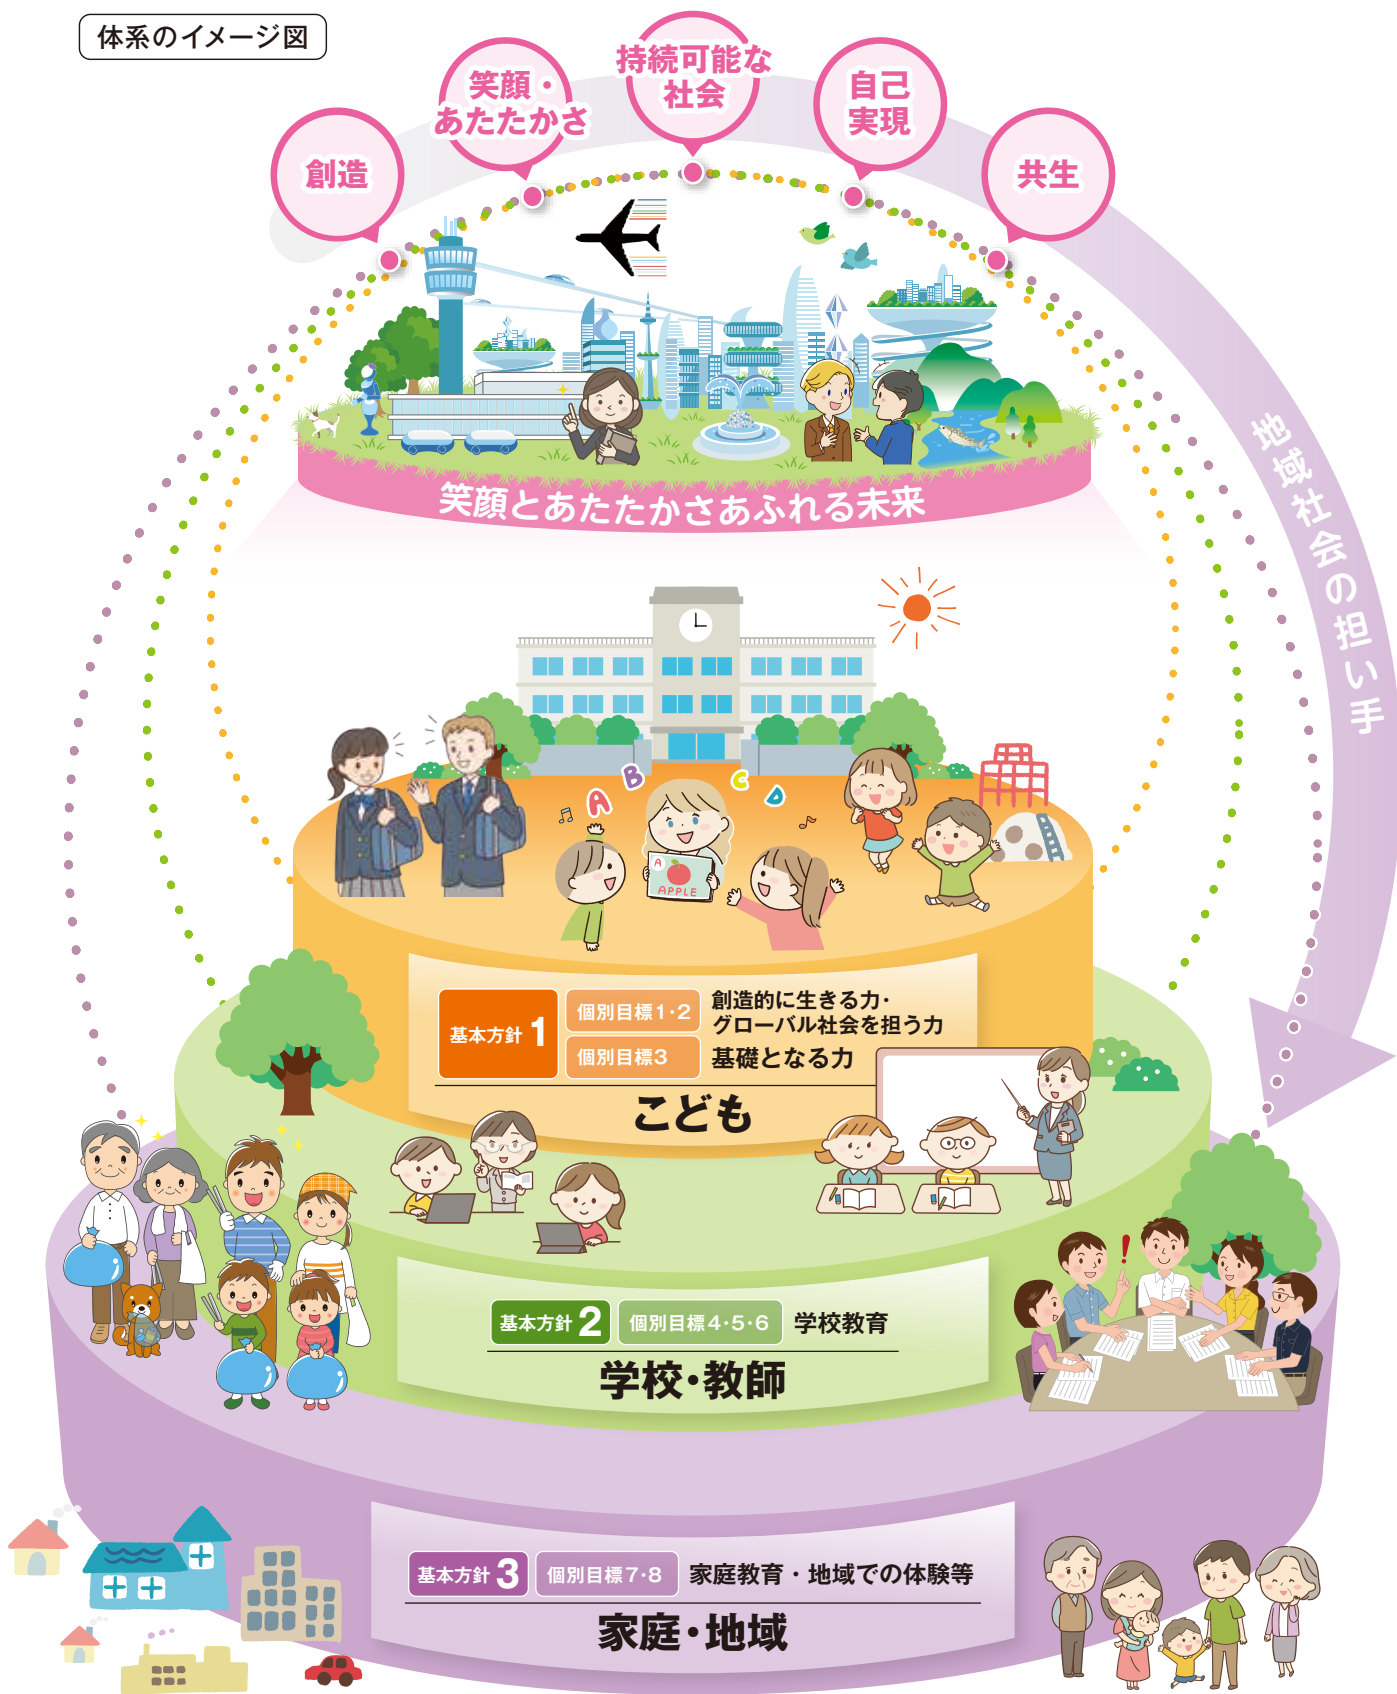 体系のイメージ図
創造
笑顔・
あたたかさ
持続可能な
社会
自己
実現
共生
地域社会の担い手
笑顔とあたたかさあふれる未来
A B C D
A
APPLE
基本方針 1
個別目標1・2
創造的に生きる力・
グローバル社会を担う力
個別目標3
基礎となる力
こども
基本方針 2
個別目標4・5・6
学校教育
学校・教師
基本方針 3
個別目標7・8
家庭教育・地域での体験等
家庭・地域